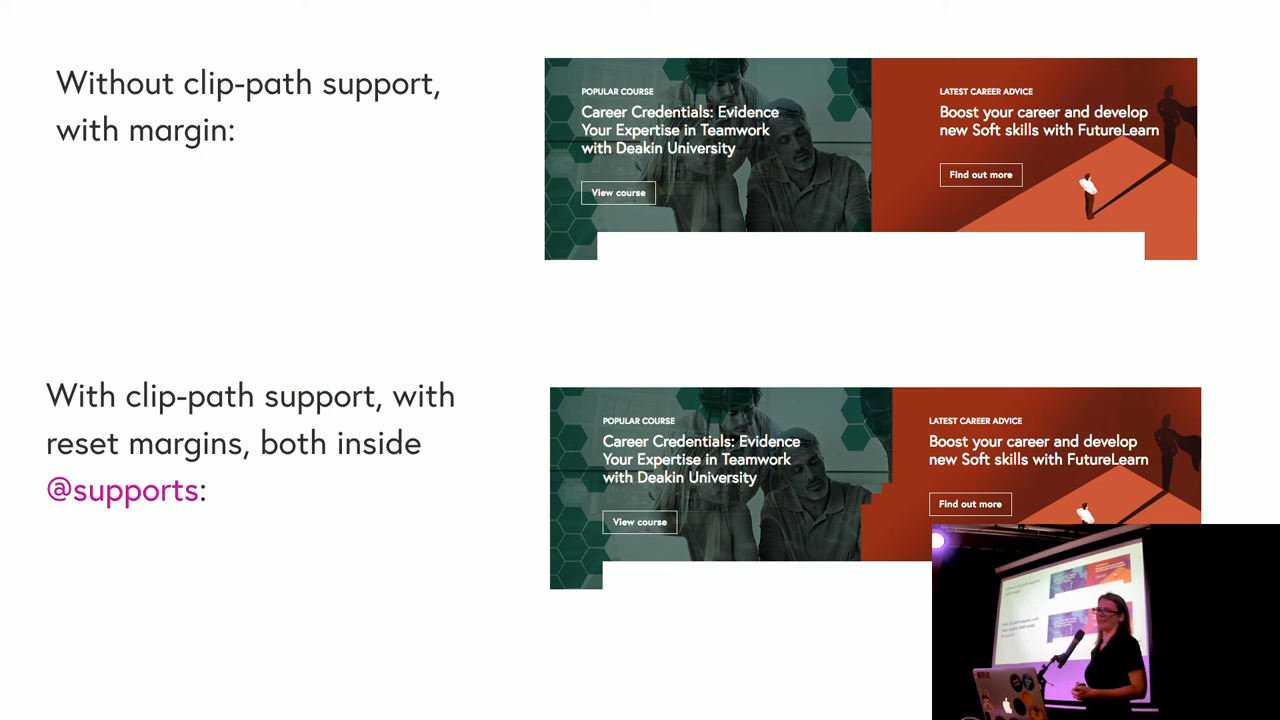 Without clip-path support,
with margin:
POPULAR COURSE
Career Credentials: Evidence
Your Expertise in Teamwork
with Deakin University
View course
LATEST CAREER ADVICE
Boost your career and develop
new Soft skills with FutureLearn
Find out more
With clip-path support, with
reset margins, both inside
@supports:
POPULAR COURSE
Career Credentials: Evidence
Your Expertise in Teamwork
with Deakin University
View course
LATEST CAREER ADVICE
Boost your career and develop
new Soft skills with FutureLearn
Find out more